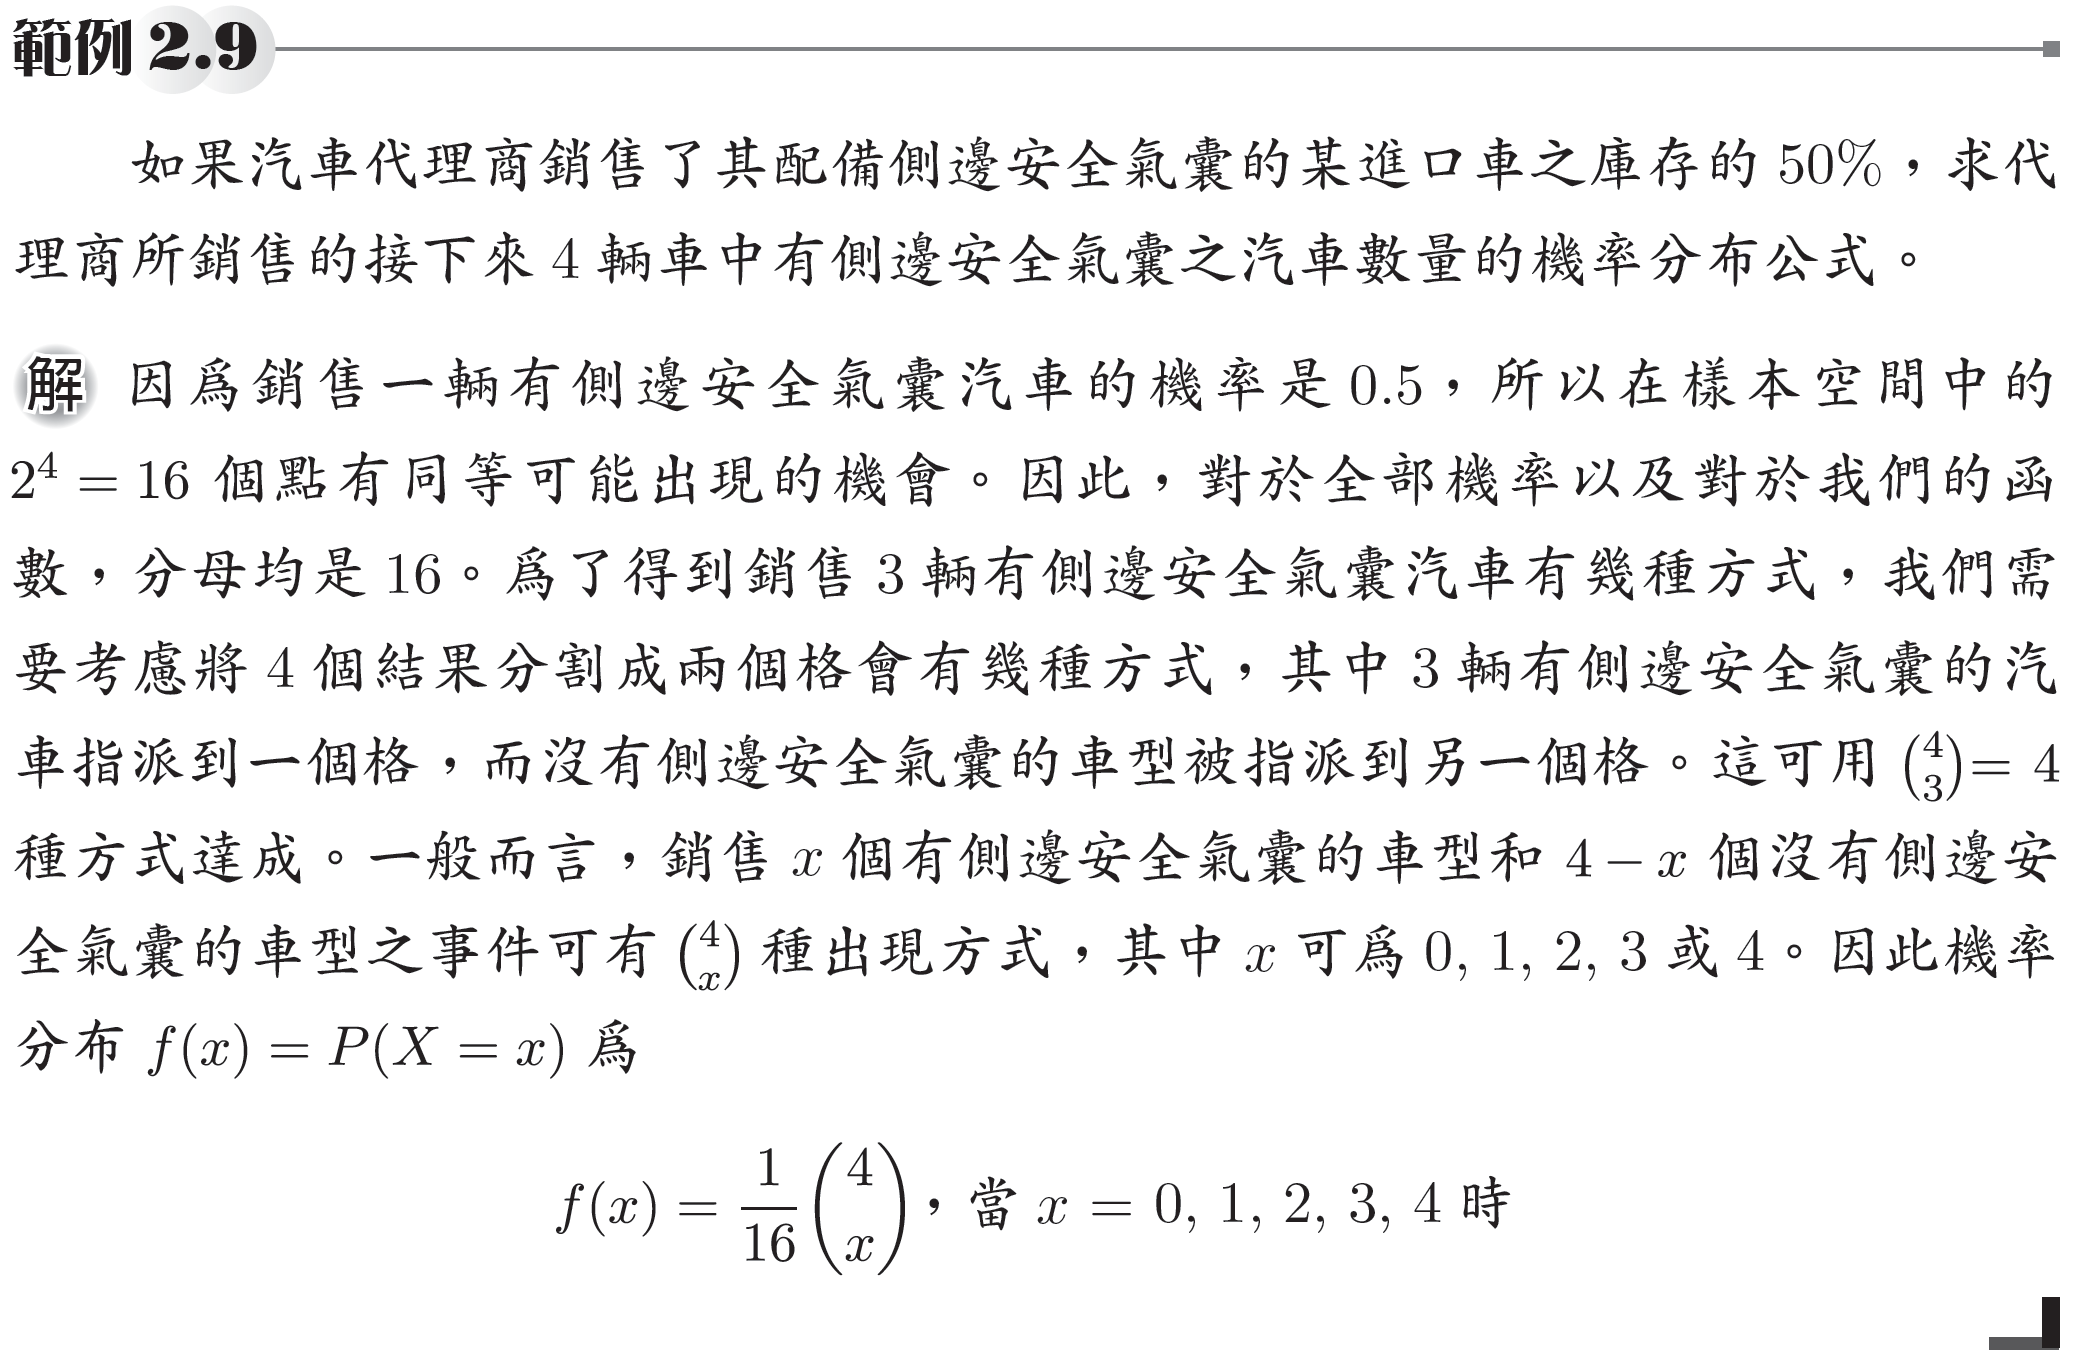 範例 2.9
如果汽車代理商銷售了其配備側邊安全氣囊的某進口車之庫存的 50%，求代
理商所銷售的接下來 4 輛車中有側邊安全氣囊之汽車數量的機率分布公式。
解 因爲銷售一輛有側邊安全氣囊汽車的機率是 0.5，所以在樣本空間中的
2⁴ = 16 個點有同等可能出現的機會。因此，對於全部機率以及對於我們的函
數，分母均是 16。爲了得到銷售 3 輛有側邊安全氣囊汽車有幾種方式，我們需
要考慮將 4 個結果分割成兩個格會有幾種方式，其中 3 輛有側邊安全氣囊的汽
車指派到一個格，而沒有側邊安全氣囊的車型被指派到另一個格。這可用 \binom{4}{3} = 4
種方式達成。一般而言，銷售 x 個有側邊安全氣囊的車型和 4 − x 個沒有側邊安
全氣囊的車型之事件可有 \binom{4}{x} 種出現方式，其中 x 可爲 0, 1, 2, 3 或 4。因此機率
分布 f(x) = P(X = x) 爲
f(x) = \frac{1}{16}\binom{4}{x}，當 x = 0, 1, 2, 3, 4 時